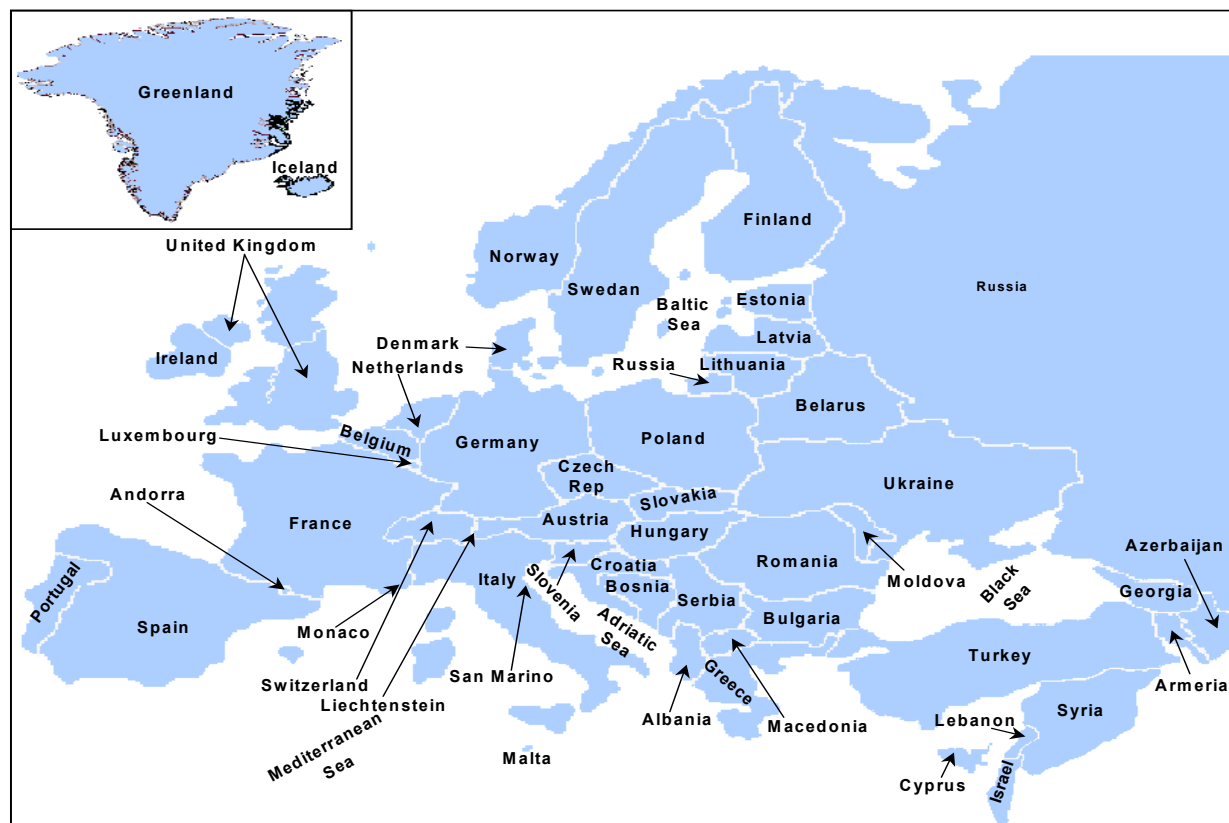 Greenland
Iceland
United Kingdom
Ireland
Norway
Swedan
Finland
Russia
Baltic
Sea
Estonia
Latvia
Lithuania
Russia
Denmark
Netherlands
Belarus
Luxembourg
Belgium
Germany
Poland
Czech
Rep
Slovakia
Ukraine
Andorra
France
Austria
Hungary
Romania
Moldova
Azerbaijan
Portugal
Spain
Monaco
Italy
Slovenia
Croatia
Bosnia
Serbia
Bulgaria
Black
Sea
Georgia
Adriatic
Sea
Switzerland
Liechtenstein
San Marino
Albania
Greece
Macedonia
Turkey
Armeria
Mediterranean
Sea
Malta
Lebanon
Syria
Cyprus
Israel